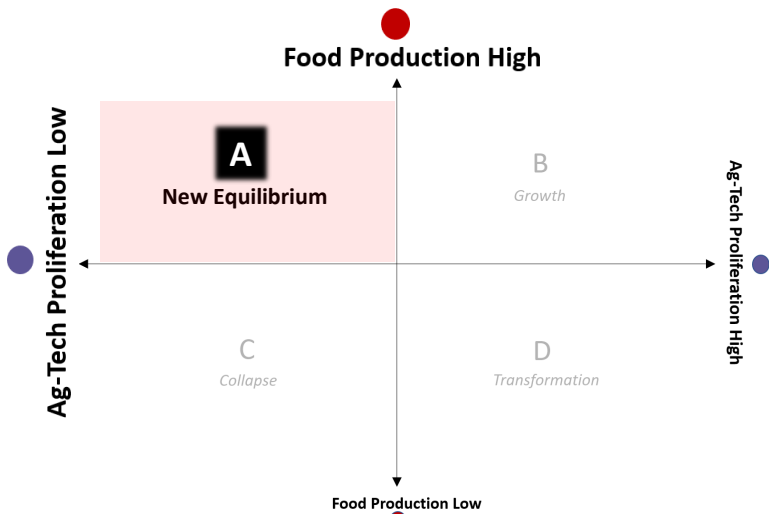 Food Production High
A
New Equilibrium
B
Growth
Ag-Tech Proliferation Low
Ag-Tech Proliferation High
C
Collapse
D
Transformation
Food Production Low